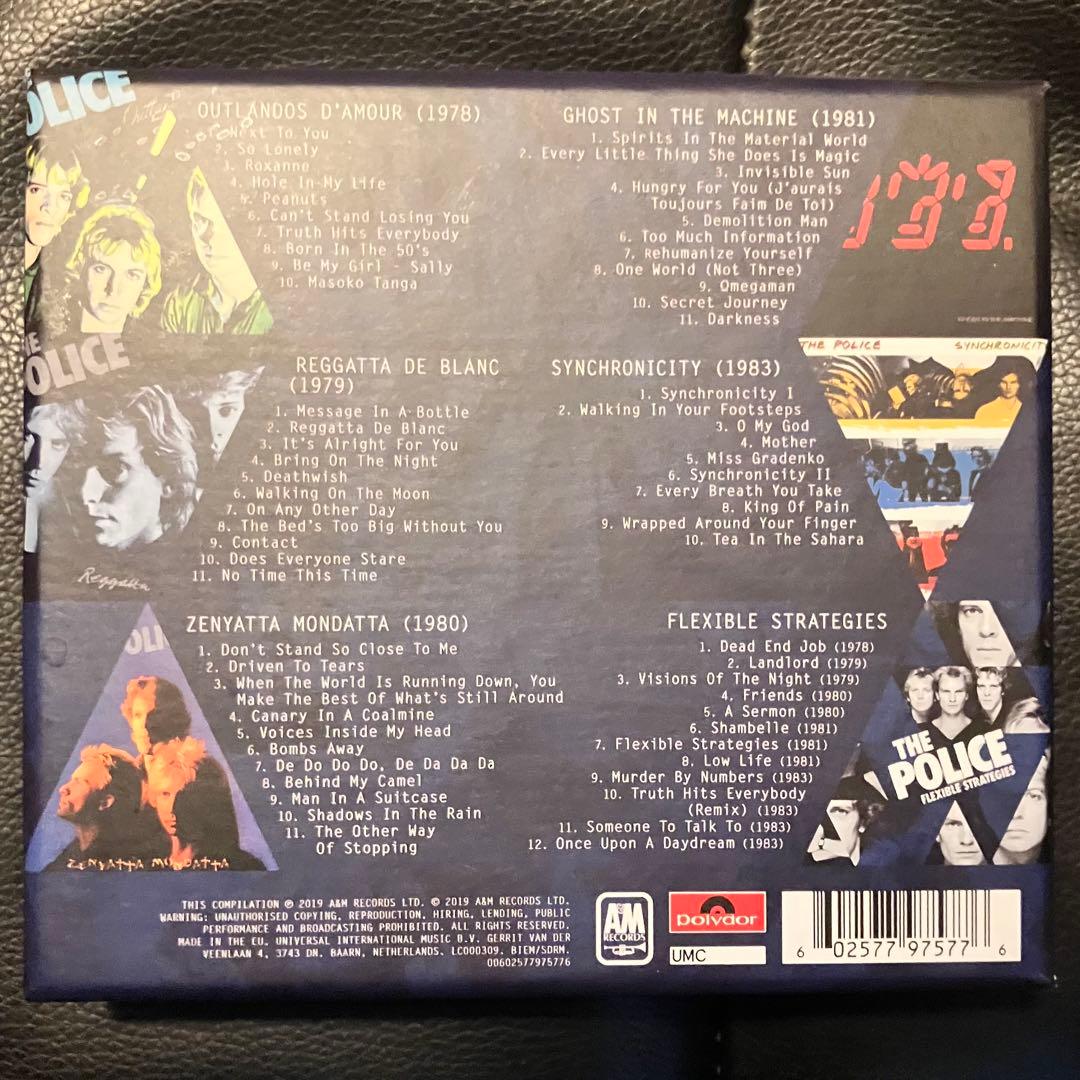 OLICE
OUTLANDOS D'AMOUR (1978)
1. Next To You
2. So Lonely
3. Roxanne
4. Hole In My Life
5. Peanuts
6. Can't Stand Losing You
7. Truth Hits Everybody
8. Born In The 50's
9. Be My Girl - Sally
10. Masoko Tanga
THE
OLICE
REGGATTA DE BLANC
(1979)
1. Message In A Bottle
2. Reggatta De Blanc
3. It's Alright For You
4. Bring On The Night
5. Deathwish
6. Walking On The Moon
7. On Any Other Day
8. The Bed's Too Big Without You
9. Contact
10. Does Everyone Stare
11. No Time This Time
Reggatta
OLI
ZENYATTA MONDATTA (1980)
1. Don't Stand So Close To Me
2. Driven To Tears
3. When The World Is Running Down, You
Make The Best Of What's Still Around
4. Canary In A Coalmine
5. Voices Inside My Head
6. Bombs Away
7. De Do Do Do, De Da Da Da
8. Behind My Camel
9. Man In A Suitcase
10. Shadows In The Rain
11. The Other Way
Of Stopping
ZENYATTA MONDATTA
GHOST IN THE MACHINE (1981)
1. Spirits In The Material World
2. Every Little Thing She Does Is Magic
3. Invisible Sun
4. Hungry For You (J'aurais
Toujours Faim De Toi)
5. Demolition Man
6. Too Much Information
7. Rehumanize Yourself
8. One World (Not Three)
9. Omegaman
10. Secret Journey
11. Darkness
SYNCHRONICITY (1983)
1. Synchronicity I
2. Walking In Your Footsteps
3. O My God
4. Mother
5. Miss Gradenko
6. Synchronicity II
7. Every Breath You Take
8. King Of Pain
9. Wrapped Around Your Finger
10. Tea In The Sahara
THE POLICE SYNCHRONICIT
FLEXIBLE STRATEGIES
1. Dead End Job (1978)
2. Landlord (1979)
3. Visions Of The Night (1979)
4. Friends (1980)
5. A Sermon (1980)
6. Shambelle (1981)
7. Flexible Strategies (1981)
8. Low Life (1981)
9. Murder By Numbers (1983)
10. Truth Hits Everybody
(Remix) (1983)
11. Someone To Talk To (1983)
12. Once Upon A Daydream (1983)
THE
POLICE
FLEXIBLE STRATEGIES
THIS COMPILATION ℗ 2019 A&M RECORDS LTD. © 2019 A&M RECORDS LTD.
WARNING: UNAUTHORISED COPYING, REPRODUCTION, HIRING, LENDING, PUBLIC
PERFORMANCE AND BROADCASTING PROHIBITED. ALL RIGHTS RESERVED.
MADE IN THE EU. UNIVERSAL INTERNATIONAL MUSIC B.V. GERRIT VAN DER
VEENLAAN 4, 3743 DN, BAARN, NETHERLANDS. LC000309. BIEM/SDRM.
00602577975776
A&M
RECORDS
polydor
UMC
6 02577 97577 6